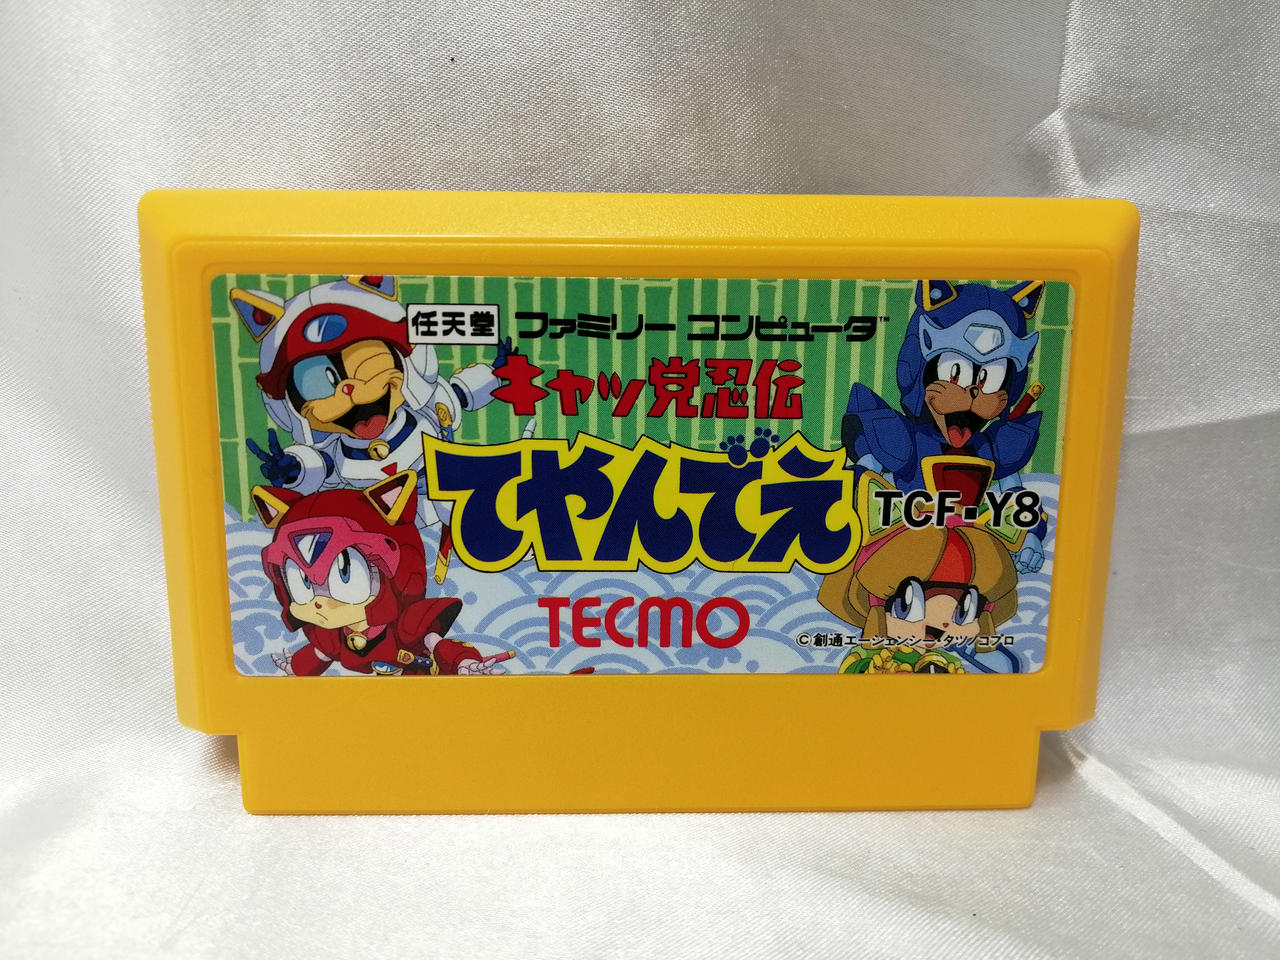 任天堂 ファミリー コンピュータ™
キャッ党忍伝
てやんでえ
TCF-Y8
TECMO
©創通エージェンシー・タツノコプロ